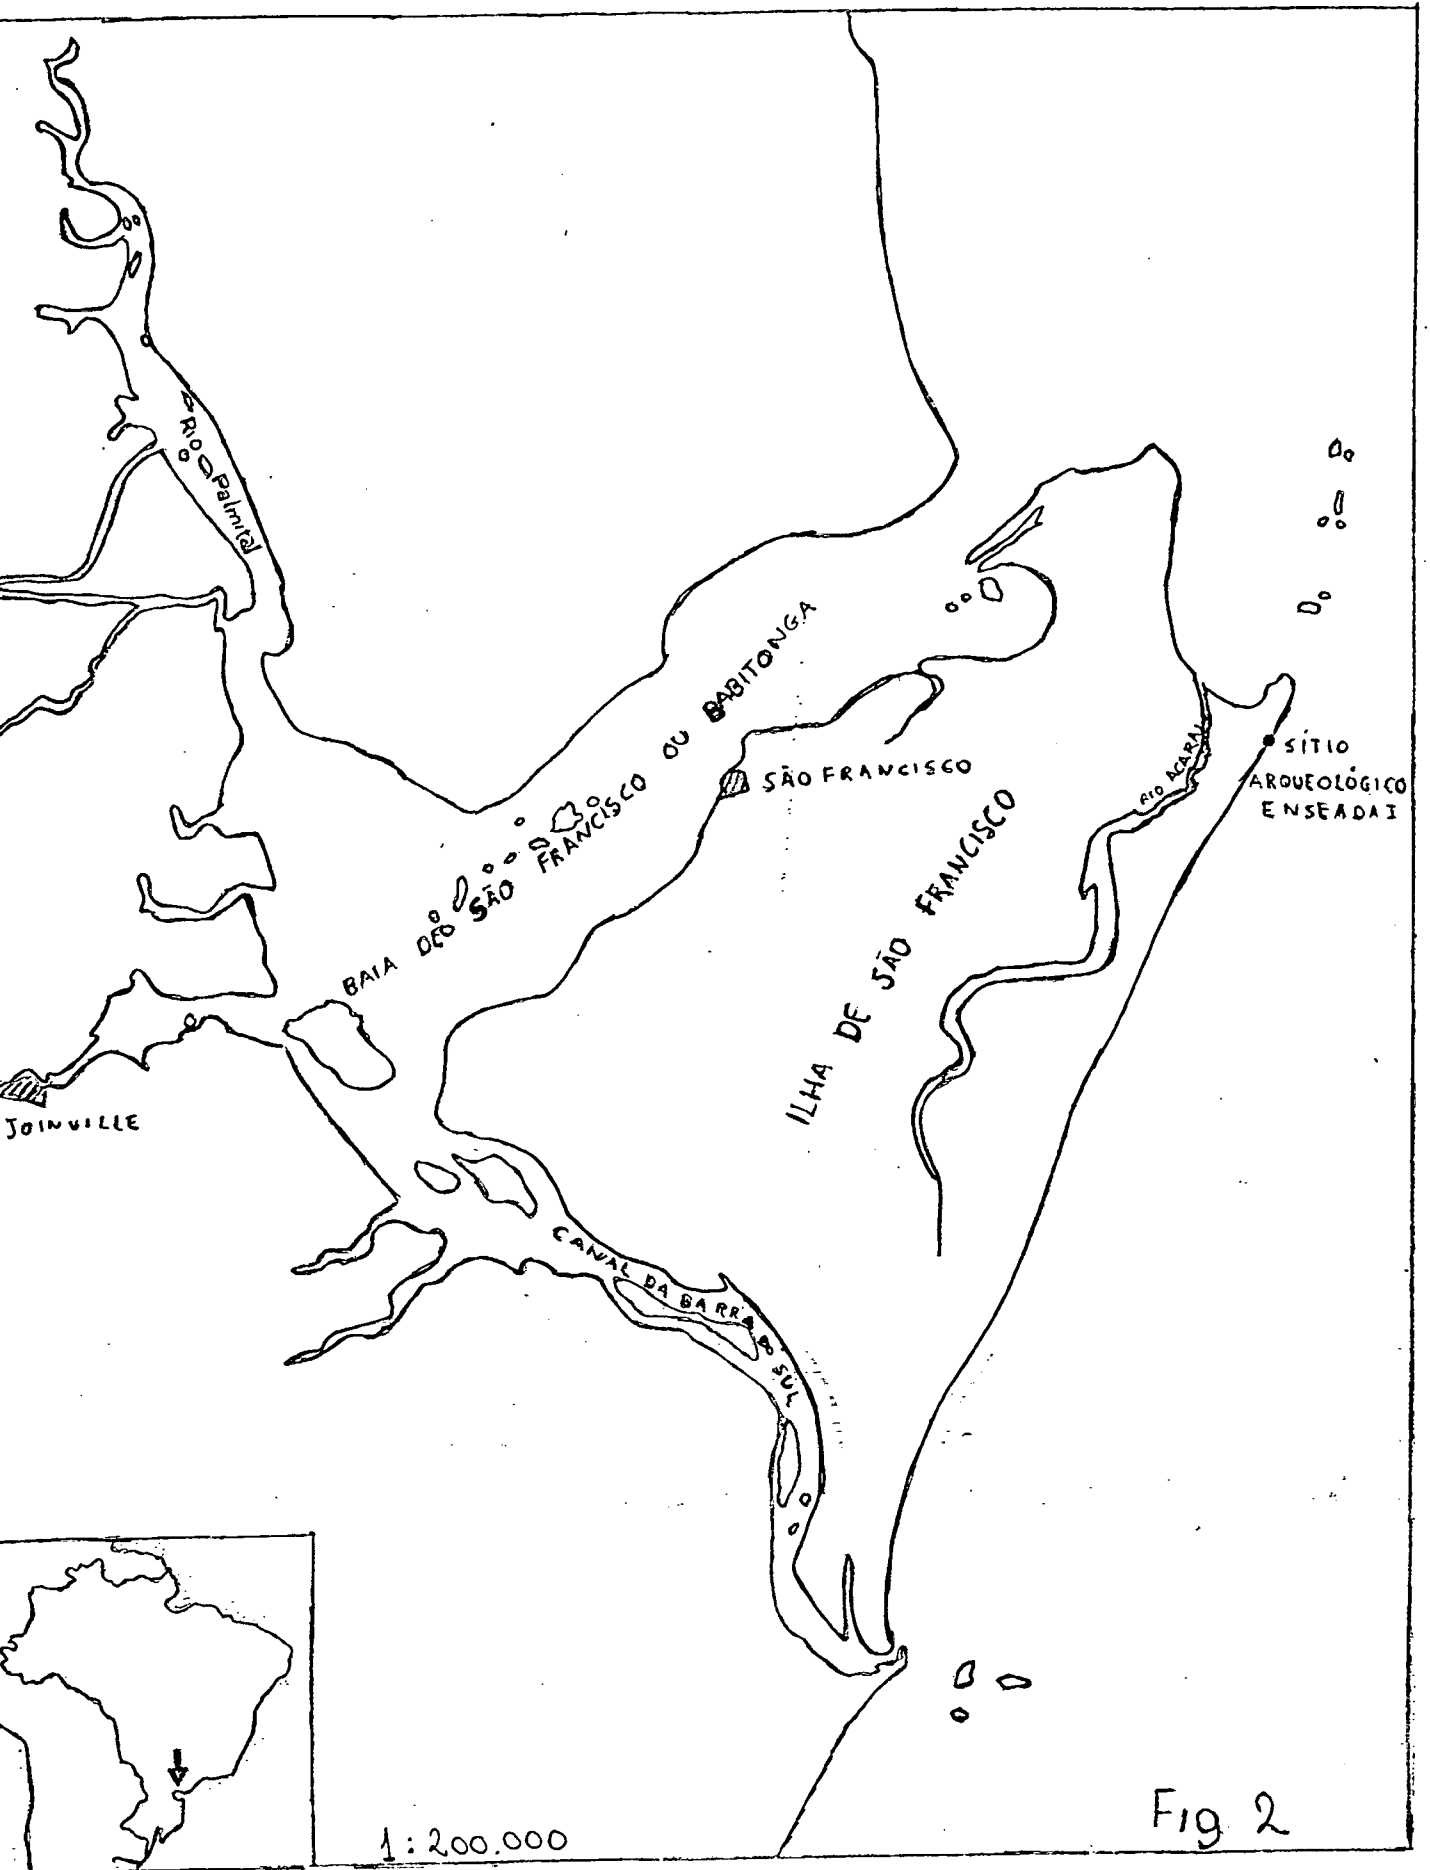 RIO Palmital
BAIA DE SÃO FRANCISCO OU BABITONGA
SÃO FRANCISCO
RIO ACARAI
SÍTIO
ARQUEOLÓGICO
ENSEADA I
ILHA DE SÃO FRANCISCO
JOINVILLE
CANAL DA BARRA DO SUL
1:200.000
Fig 2